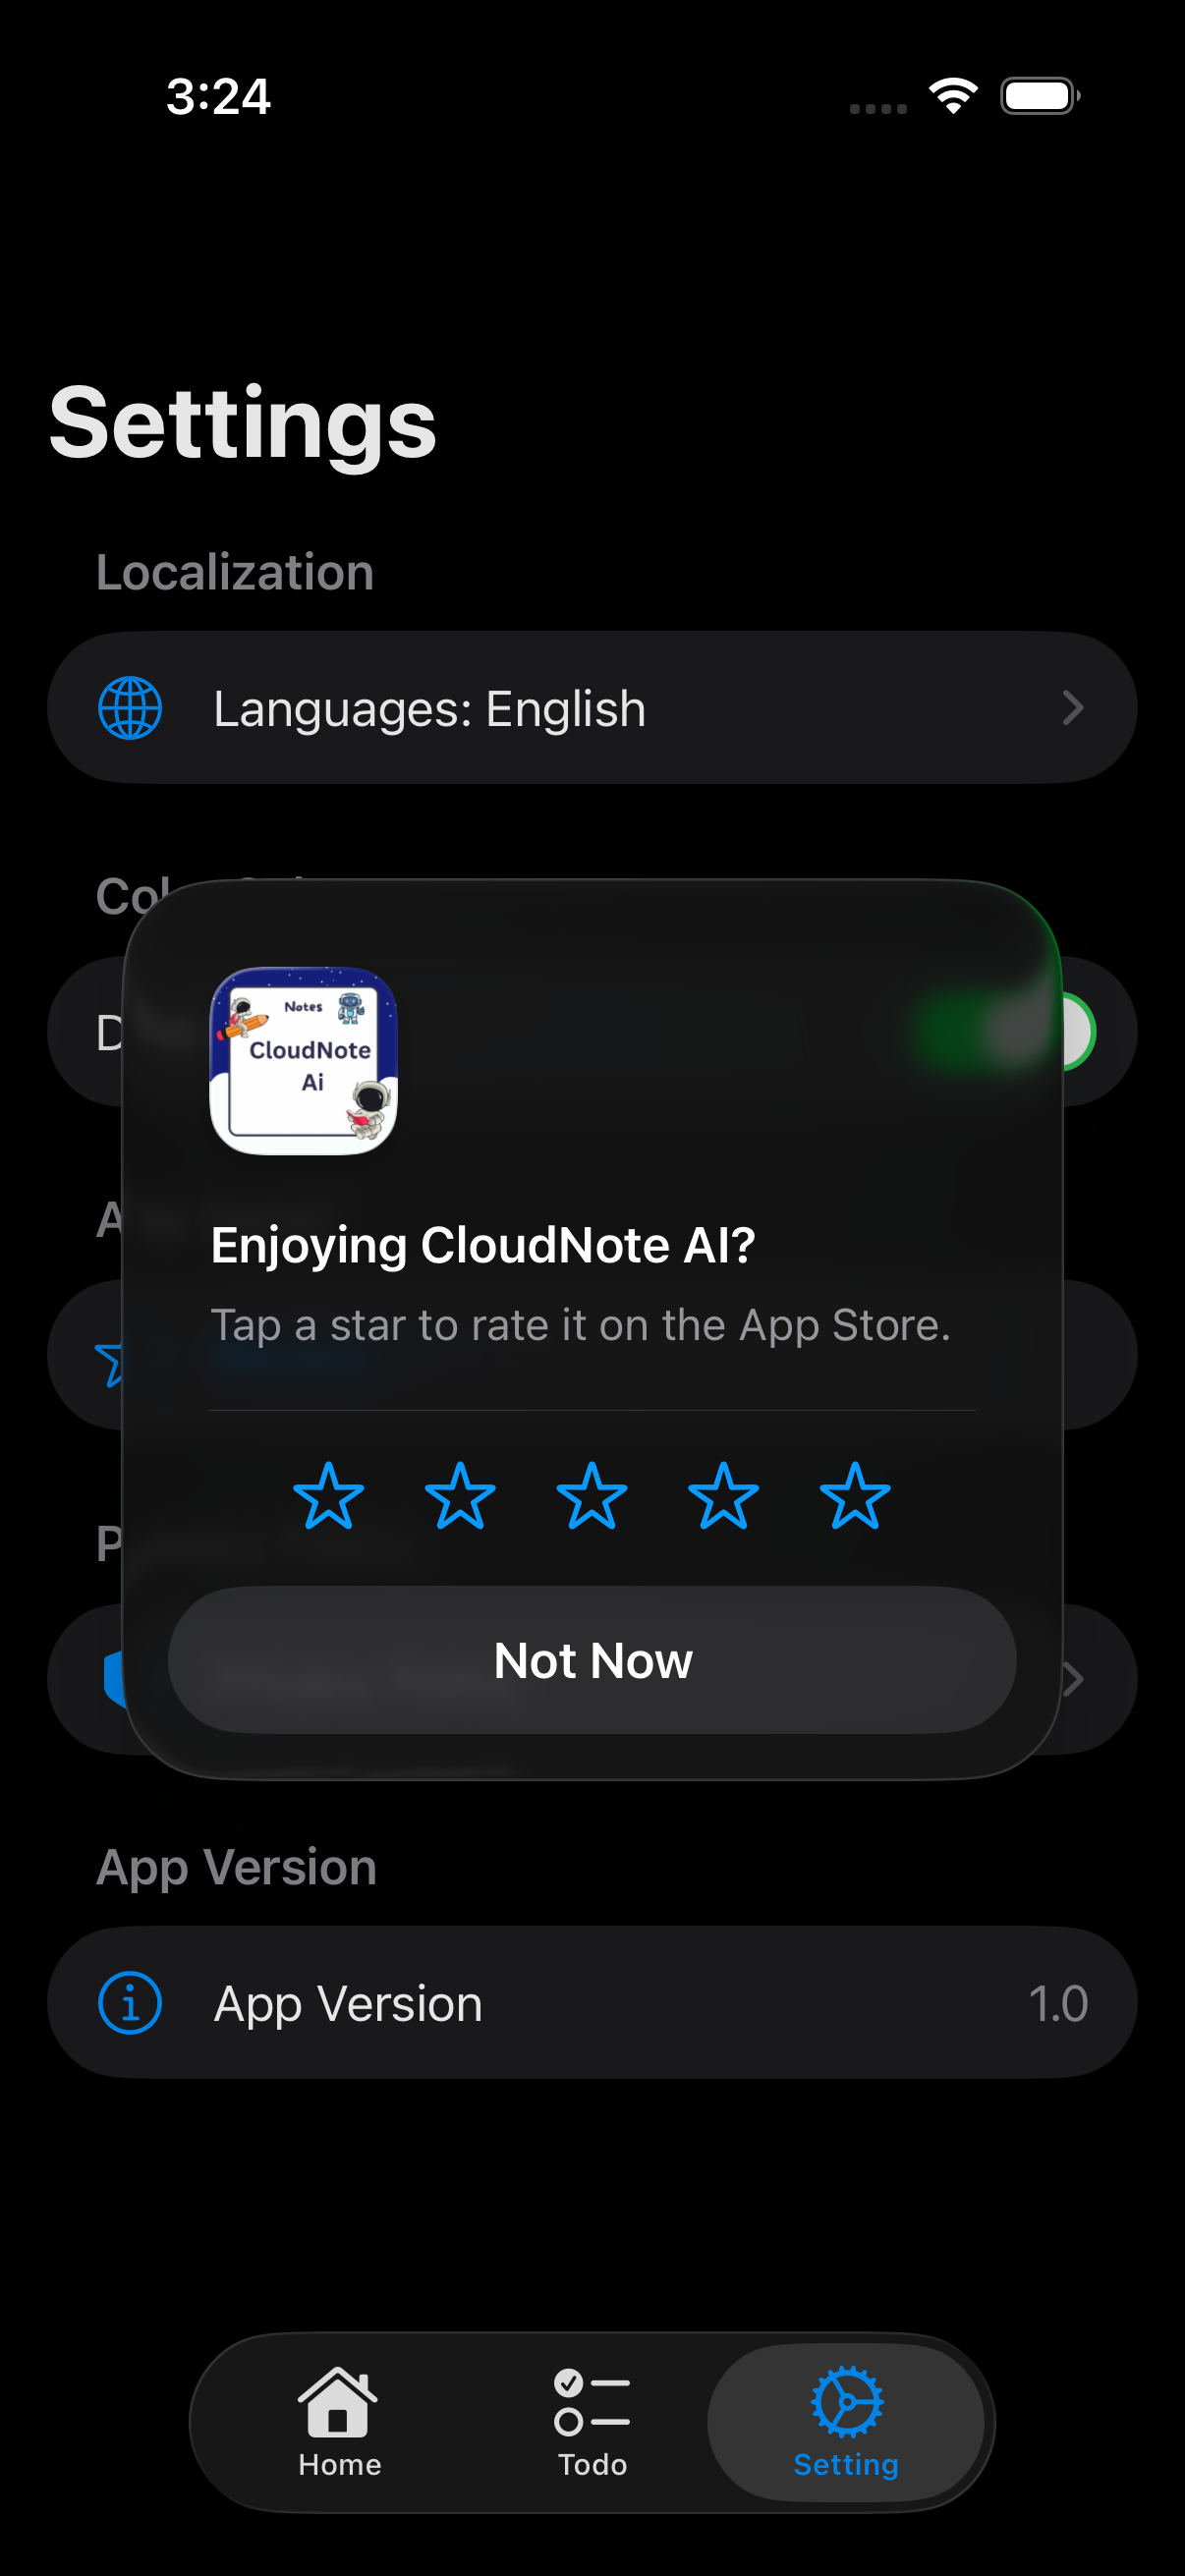 3:24
Settings
Localization
Languages: English
Notes
CloudNote
Ai
Enjoying CloudNote AI?
Tap a star to rate it on the App Store.
Not Now
App Version
App Version
1.0
Home
Todo
Setting